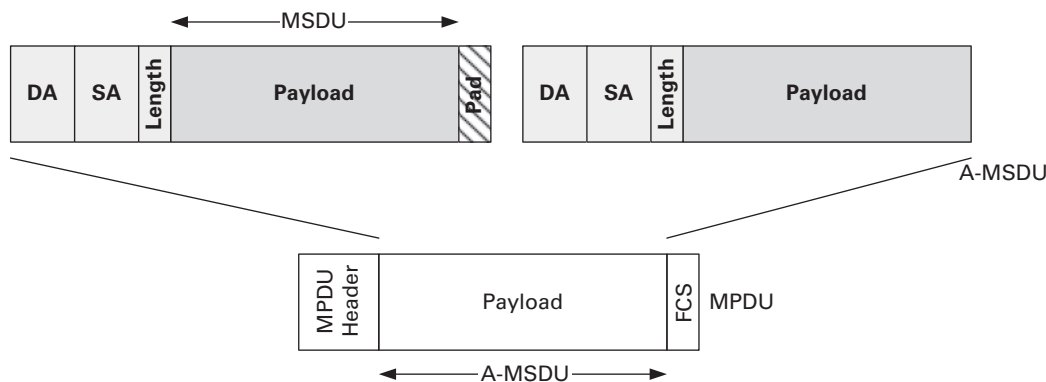 MSDU
DA SA Length Payload Pad DA SA Length Payload
A-MSDU
MPDU
Header
Payload FCS MPDU
A-MSDU